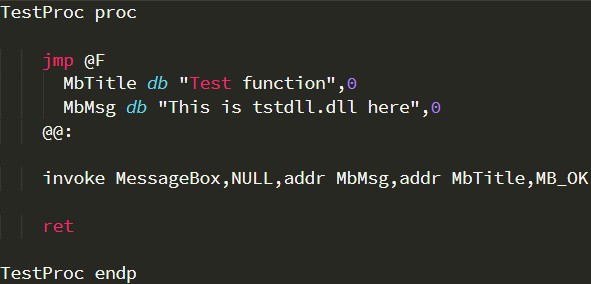 TestProc proc
jmp @F
MbTitle db "Test function",0
MbMsg db "This is tstdll.dll here",0
@@:
invoke MessageBox,NULL,addr MbMsg,addr MbTitle,MB_OK
ret
TestProc endp